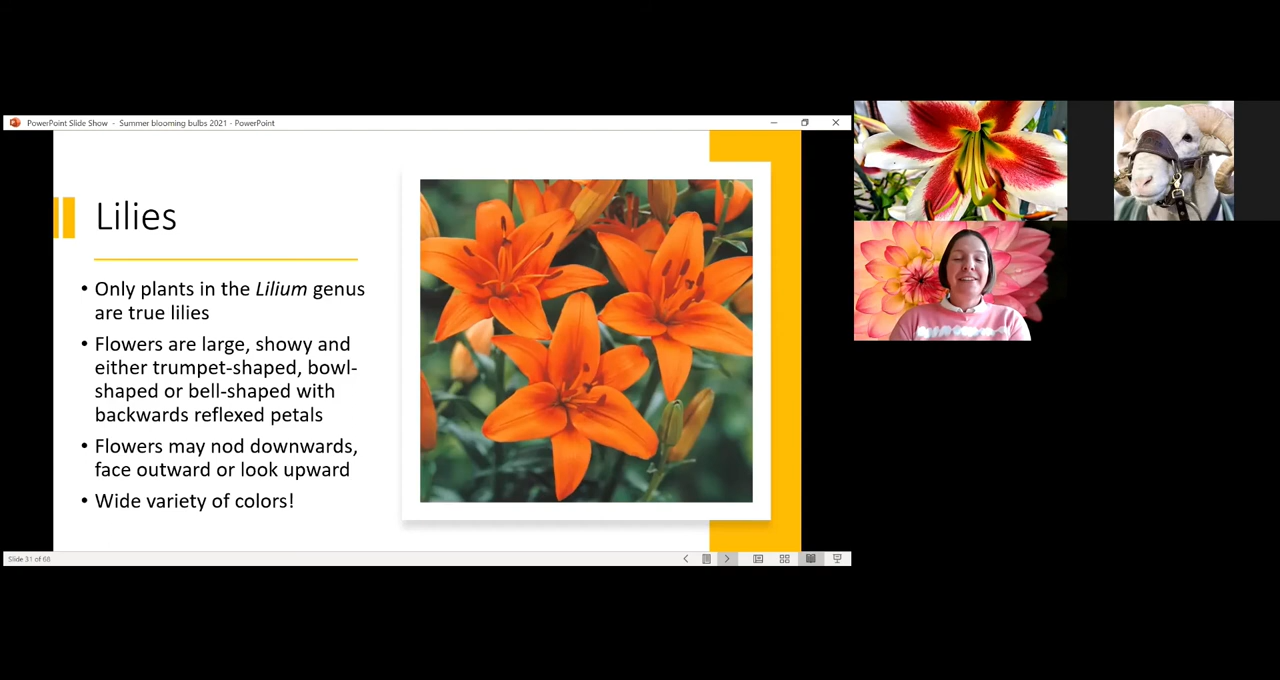 PowerPoint Slide Show - Summer blooming bulbs 2021 - PowerPoint
Lilies
• Only plants in the Lilium genus
are true lilies
• Flowers are large, showy and
either trumpet-shaped, bowl-
shaped or bell-shaped with
backwards reflexed petals
• Flowers may nod downwards,
face outward or look upward
• Wide variety of colors!
Slide 31 of 68